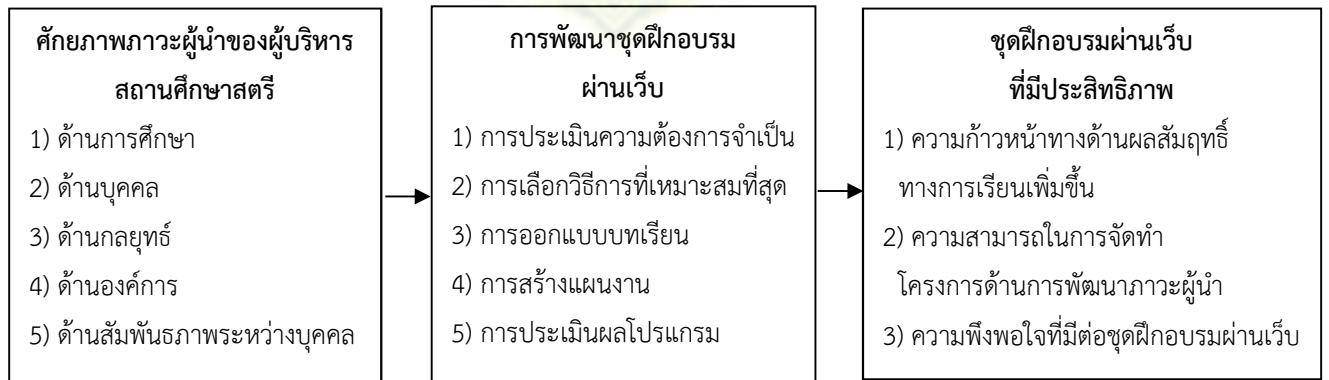 ศักยภาพภาวะผู้นำของผู้บริหาร
สถานศึกษาสตรี
1) ด้านการศึกษา
2) ด้านบุคคล
3) ด้านกลยุทธ์
4) ด้านองค์การ
5) ด้านสัมพันธภาพระหว่างบุคคล
การพัฒนาชุดฝึกอบรม
ผ่านเว็บ
1) การประเมินความต้องการจำเป็น
2) การเลือกวิธีการที่เหมาะสมที่สุด
3) การออกแบบบทเรียน
4) การสร้างแผนงาน
5) การประเมินผลโปรแกรม
ชุดฝึกอบรมผ่านเว็บ
ที่มีประสิทธิภาพ
1) ความก้าวหน้าทางด้านผลสัมฤทธิ์
ทางการเรียนเพิ่มขึ้น
2) ความสามารถในการจัดทำ
โครงการด้านการพัฒนาภาวะผู้นำ
3) ความพึงพอใจที่มีต่อชุดฝึกอบรมผ่านเว็บ